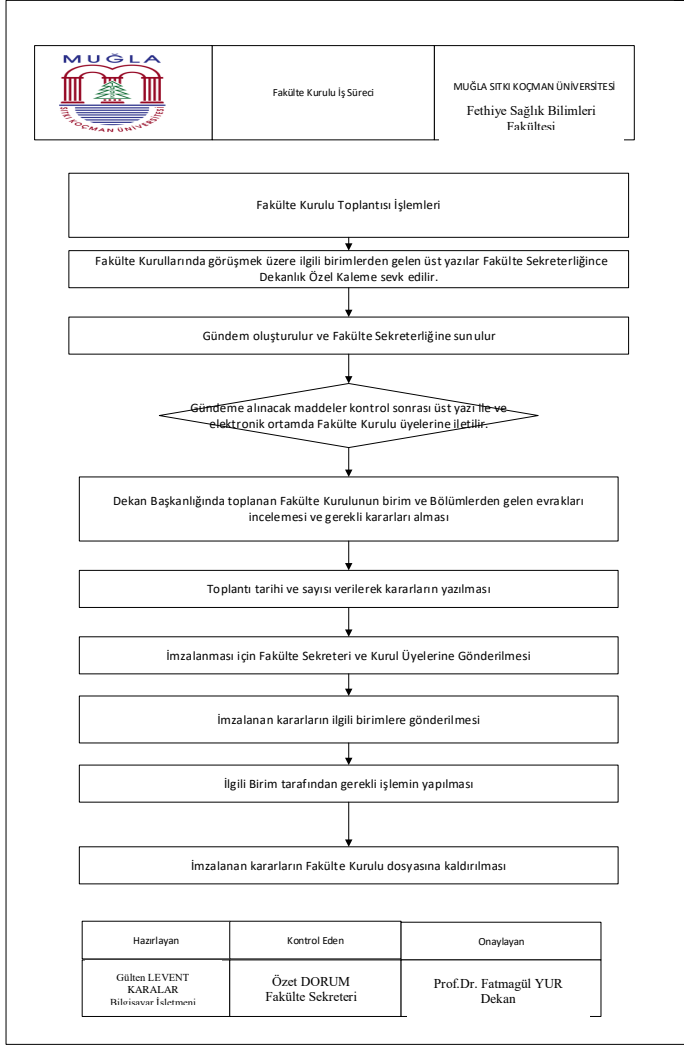 MUĞLA
SITKI KOÇMAN ÜNİVERSİTESİ
Fakülte Kurulu İş Süreci
MUĞLA SITKI KOÇMAN ÜNİVERSİTESİ
Fethiye Sağlık Bilimleri
Fakültesi
Fakülte Kurulu Toplantısı İşlemleri
Fakülte Kurullarında görüşmek üzere ilgili birimlerden gelen üst yazılar Fakülte Sekreterliğince
Dekanlık Özel Kaleme sevk edilir.
Gündem oluşturulur ve Fakülte Sekreterliğine sunulur
Gündeme alınacak maddeler kontrol sonrası üst yazı ile ve
elektronik ortamda Fakülte Kurulu üyelerine iletilir.
Dekan Başkanlığında toplanan Fakülte Kurulunun birim ve Bölümlerden gelen evrakları
incelemesi ve gerekli kararları alması
Toplantı tarihi ve sayısı verilerek kararların yazılması
İmzalanması için Fakülte Sekreteri ve Kurul Üyelerine Gönderilmesi
İmzalanan kararların ilgili birimlere gönderilmesi
İlgili Birim tarafından gerekli işlemin yapılması
İmzalanan kararların Fakülte Kurulu dosyasına kaldırılması
Hazırlayan
Kontrol Eden
Onaylayan
Gülten LEVENT
KARALAR
Bilgisayar İşletmeni
Özet DORUM
Fakülte Sekreteri
Prof.Dr. Fatmagül YUR
Dekan